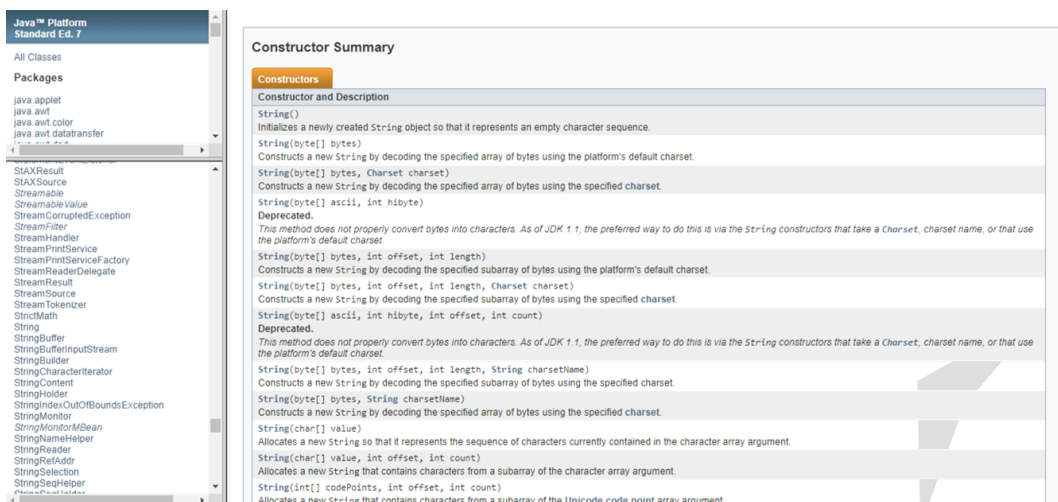 Java™ Platform
Standard Ed. 7
All Classes
Packages
java.applet
java.awt
java.awt.color
java.awt.datatransfer
StAXResult
StAXSource
Streamable
StreamableValue
StreamCorruptedException
StreamFilter
StreamHandler
StreamPrintService
StreamPrintServiceFactory
StreamReaderDelegate
StreamResult
StreamSource
StreamTokenizer
StrictMath
String
StringBuffer
StringBufferInputStream
StringBuilder
StringCharacterIterator
StringContent
StringHolder
StringIndexOutOfBoundsException
StringMonitor
StringMonitorMBean
StringNameHelper
StringReader
StringRefAddr
StringSelection
StringSeqHelper
Constructor Summary
Constructors
Constructor and Description
String()
Initializes a newly created String object so that it represents an empty character sequence.
String(byte[] bytes)
Constructs a new String by decoding the specified array of bytes using the platform's default charset.
String(byte[] bytes, Charset charset)
Constructs a new String by decoding the specified array of bytes using the specified charset.
String(byte[] ascii, int hibyte)
Deprecated.
This method does not properly convert bytes into characters. As of JDK 1.1, the preferred way to do this is via the String constructors that take a Charset, charset name, or that use
the platform's default charset.
String(byte[] bytes, int offset, int length)
Constructs a new String by decoding the specified subarray of bytes using the platform's default charset.
String(byte[] bytes, int offset, int length, Charset charset)
Constructs a new String by decoding the specified subarray of bytes using the specified charset.
String(byte[] ascii, int hibyte, int offset, int count)
Deprecated.
This method does not properly convert bytes into characters. As of JDK 1.1, the preferred way to do this is via the String constructors that take a Charset, charset name, or that use
the platform's default charset.
String(byte[] bytes, int offset, int length, String charsetName)
Constructs a new String by decoding the specified subarray of bytes using the specified charset.
String(byte[] bytes, String charsetName)
Constructs a new String by decoding the specified array of bytes using the specified charset.
String(char[] value)
Allocates a new String so that it represents the sequence of characters currently contained in the character array argument.
String(char[] value, int offset, int count)
Allocates a new String that contains characters from a subarray of the character array argument.
String(int[] codePoints, int offset, int count)
Allocates a new String that contains characters from a subarray of the Unicode code point array argument.